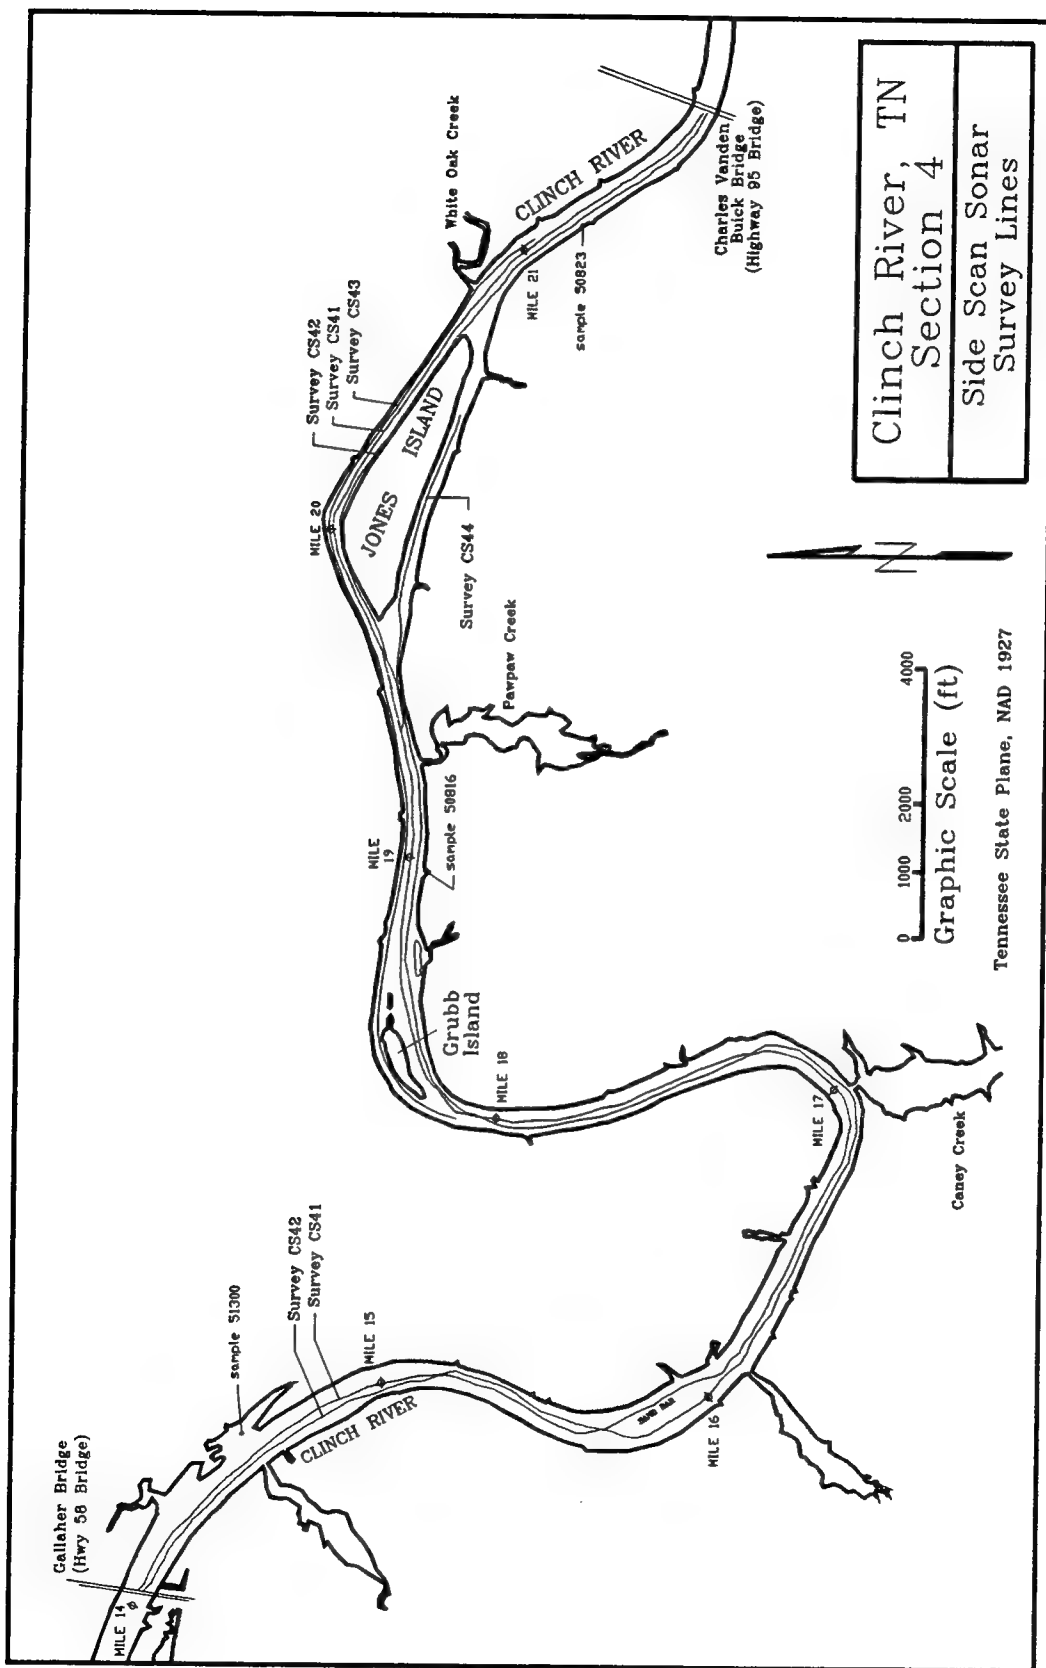 Clinch River, TN
Section 4
Side Scan Sonar
Survey Lines
Gallaher Bridge
(Hwy 58 Bridge)
MILE 14
sample 51300
Survey CS42
Survey CS41
MILE 15
CLINCH RIVER
SAND BAR
MILE 16
MILE 17
Caney Creek
MILE 18
Grubb
Island
MILE
19
sample 50816
Pawpaw Creek
MILE 20
JONES
ISLAND
Survey CS44
Survey CS42
Survey CS41
Survey CS43
White Oak Creek
CLINCH RIVER
MILE 21
sample 50823
Charles Vanden
Buick Bridge
(Highway 95 Bridge)
N
0 1000 2000 4000
Graphic Scale (ft)
Tennessee State Plane, NAD 1927